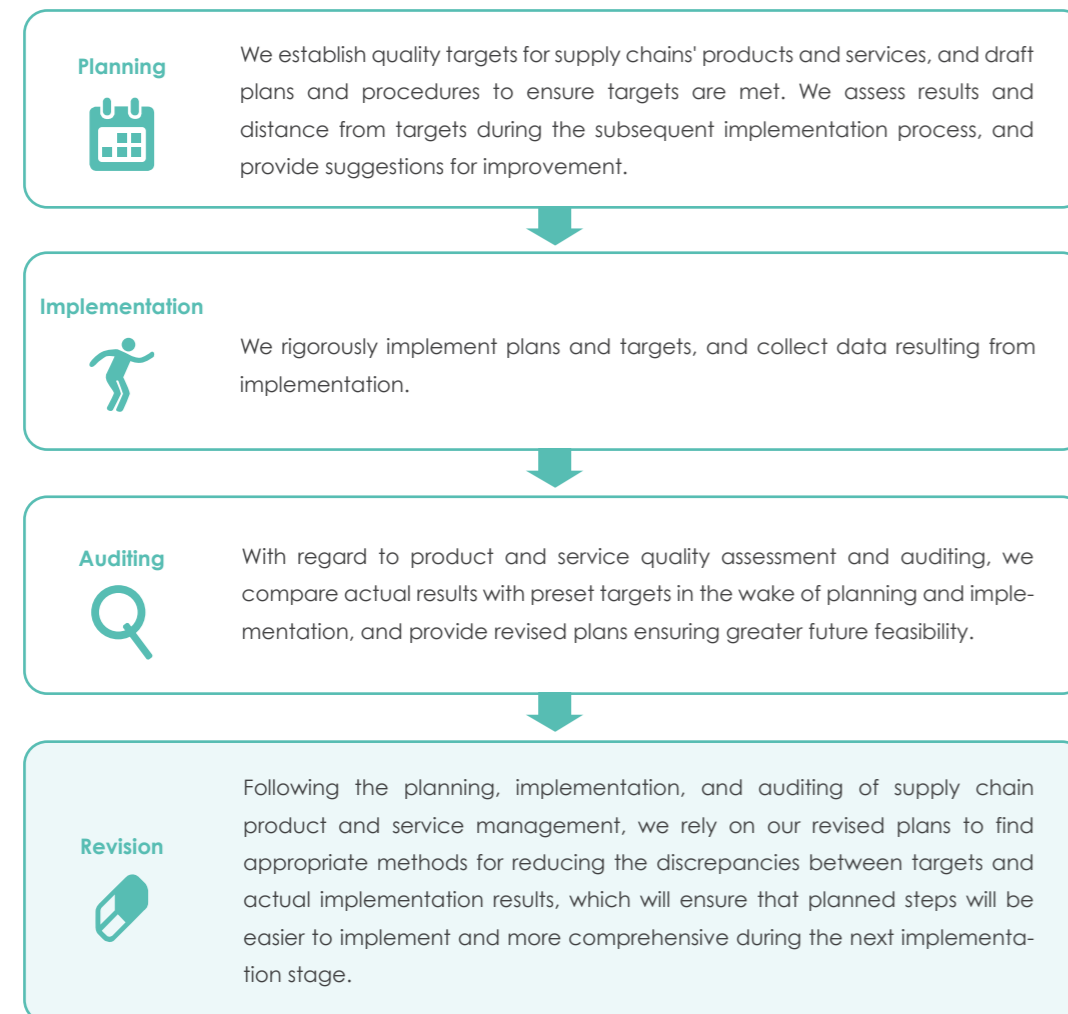 Planning
We establish quality targets for supply chains' products and services, and draft
plans and procedures to ensure targets are met. We assess results and
distance from targets during the subsequent implementation process, and
provide suggestions for improvement.
Implementation
We rigorously implement plans and targets, and collect data resulting from
implementation.
Auditing
With regard to product and service quality assessment and auditing, we
compare actual results with preset targets in the wake of planning and imple-
mentation, and provide revised plans ensuring greater future feasibility.
Revision
Following the planning, implementation, and auditing of supply chain
product and service management, we rely on our revised plans to find
appropriate methods for reducing the discrepancies between targets and
actual implementation results, which will ensure that planned steps will be
easier to implement and more comprehensive during the next implementa-
tion stage.